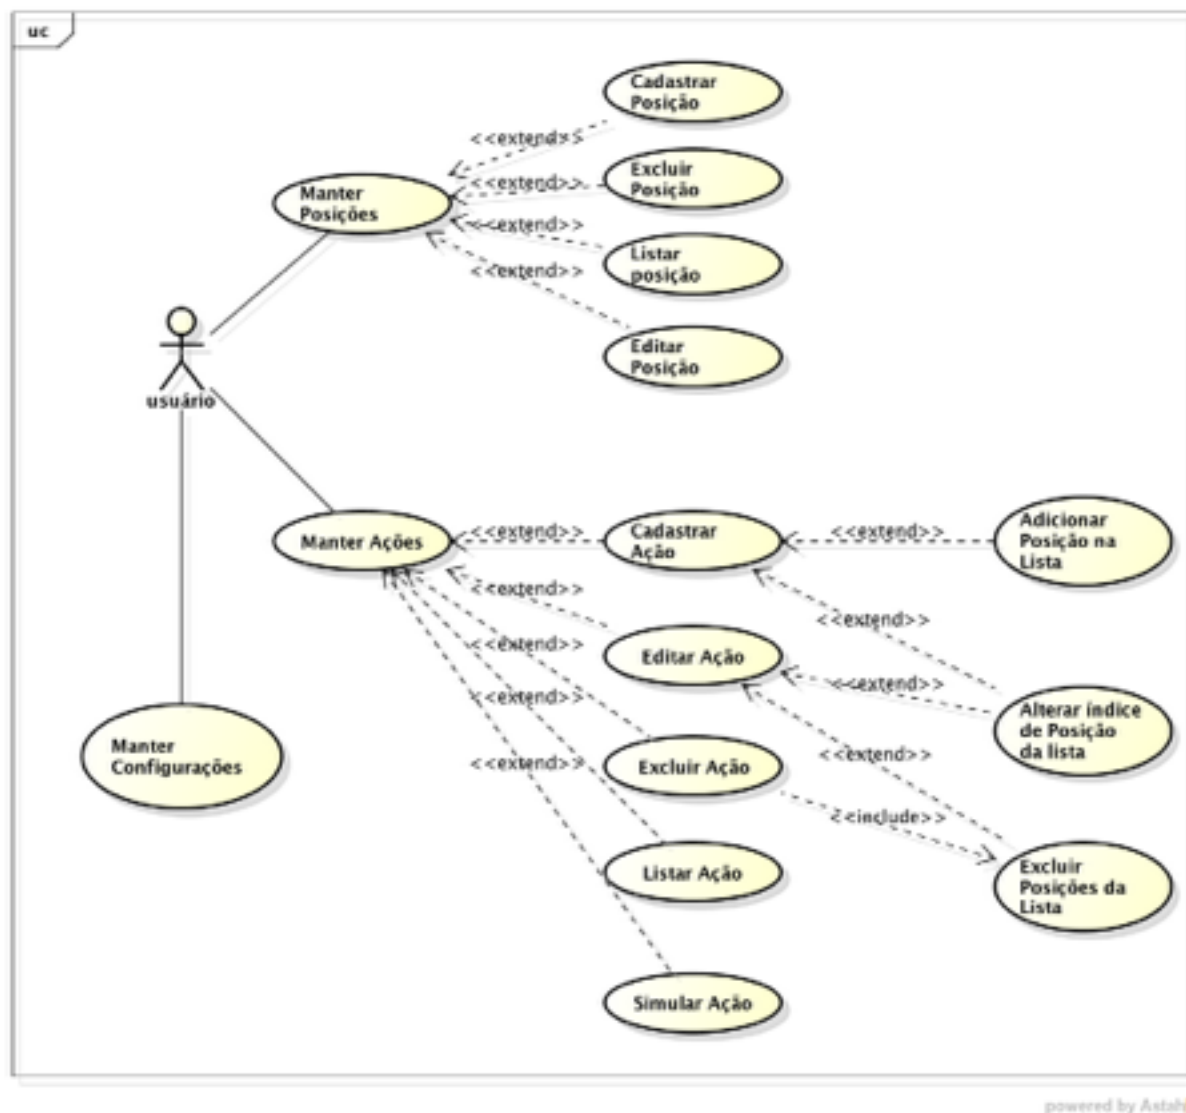 uc
Cadastrar
Posição
<<extend>>
Excluir
Posição
<<extend>>
Manter
Posições
<<extend>>
Listar
posição
<<extend>>
Editar
Posição
usuário
Manter Ações
<<extend>>
Cadastrar
Ação
<<extend>>
Adicionar
Posição na
Lista
<<extend>>
<<extend>>
<<extend>>
Editar Ação
<<extend>>
<<extend>>
Alterar índice
de Posição
da lista
Manter
Configurações
<<extend>>
Excluir Ação
<<extend>>
<<include>>
Listar Ação
Excluir
Posições da
Lista
Simular Ação
powered by Astah